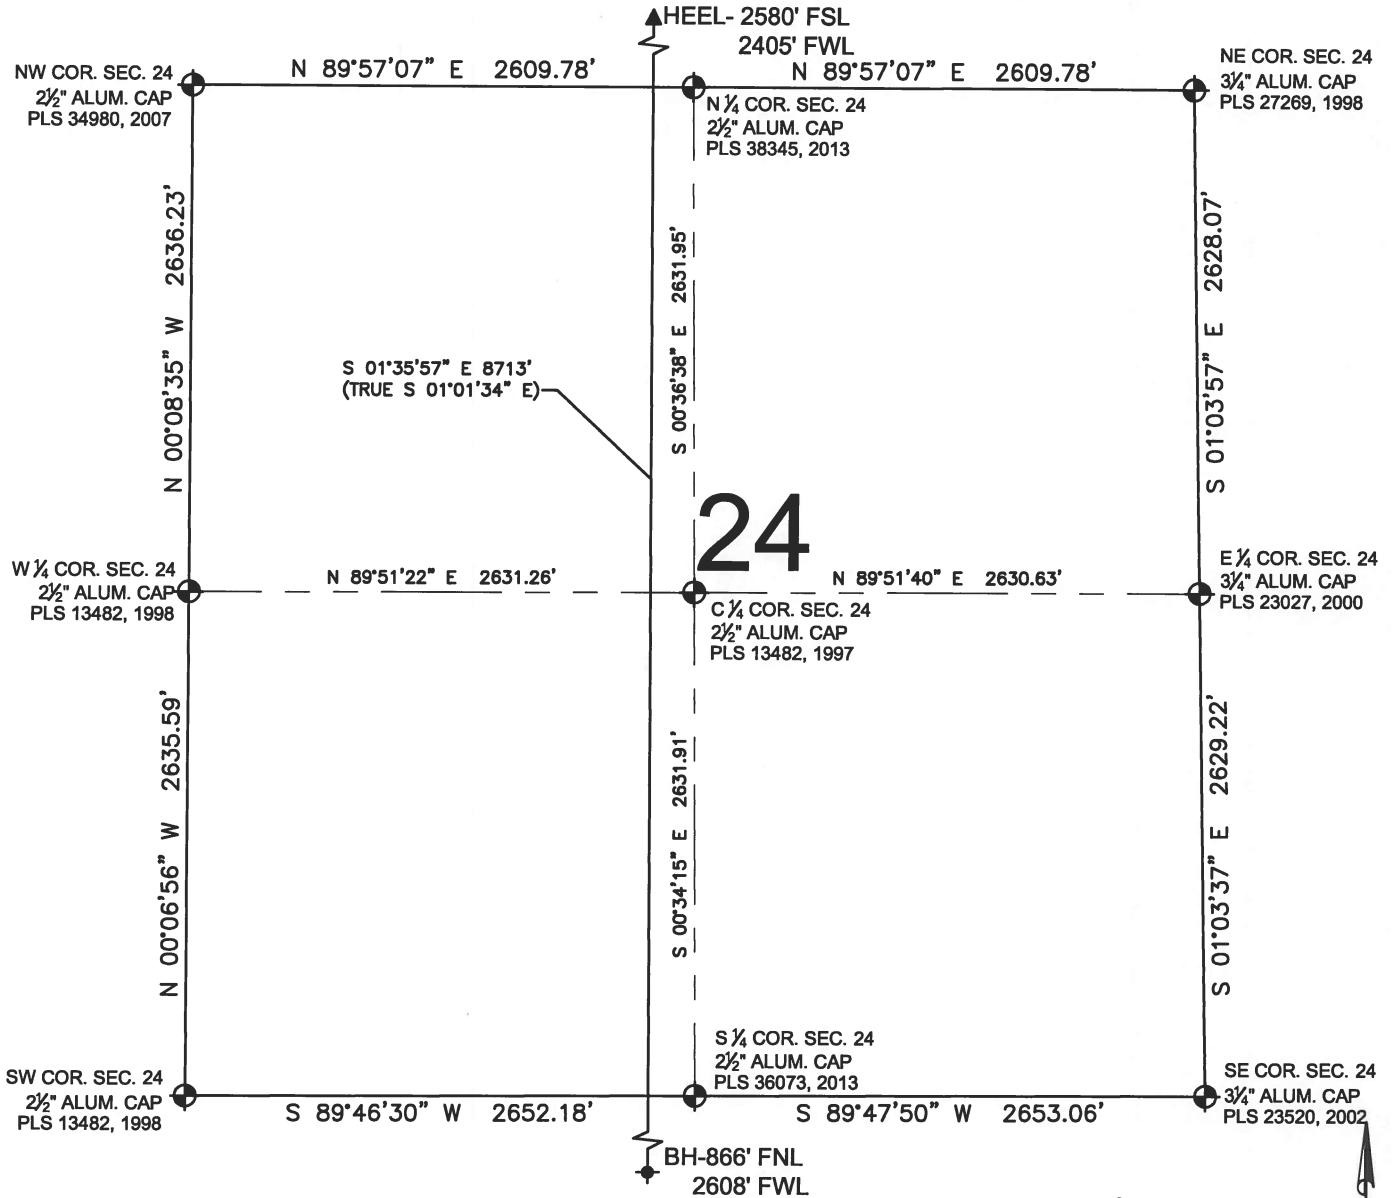 HEEL- 2580' FSL
2405' FWL
NW COR. SEC. 24
2½" ALUM. CAP
PLS 34980, 2007
N 89°57'07" E 2609.78'
N 89°57'07" E 2609.78'
NE COR. SEC. 24
3¼" ALUM. CAP
PLS 27269, 1998
N ¼ COR. SEC. 24
2½" ALUM. CAP
PLS 38345, 2013
N 00°08'35" W 2636.23'
S 00°36'38" E 2631.95'
S 01°03'57" E 2628.07'
S 01°35'57" E 8713'
(TRUE S 01°01'34" E)
24
W ¼ COR. SEC. 24
2½" ALUM. CAP
PLS 13482, 1998
N 89°51'22" E 2631.26'
N 89°51'40" E 2630.63'
E ¼ COR. SEC. 24
3¼" ALUM. CAP
PLS 23027, 2000
C ¼ COR. SEC. 24
2½" ALUM. CAP
PLS 13482, 1997
N 00°06'56" W 2635.59'
S 00°34'15" E 2631.91'
S 01°03'37" E 2629.22'
SW COR. SEC. 24
2½" ALUM. CAP
PLS 13482, 1998
S 89°46'30" W 2652.18'
S ¼ COR. SEC. 24
2½" ALUM. CAP
PLS 36073, 2013
S 89°47'50" W 2653.06'
SE COR. SEC. 24
3¼" ALUM. CAP
PLS 23520, 2002
BH-866' FNL
2608' FWL